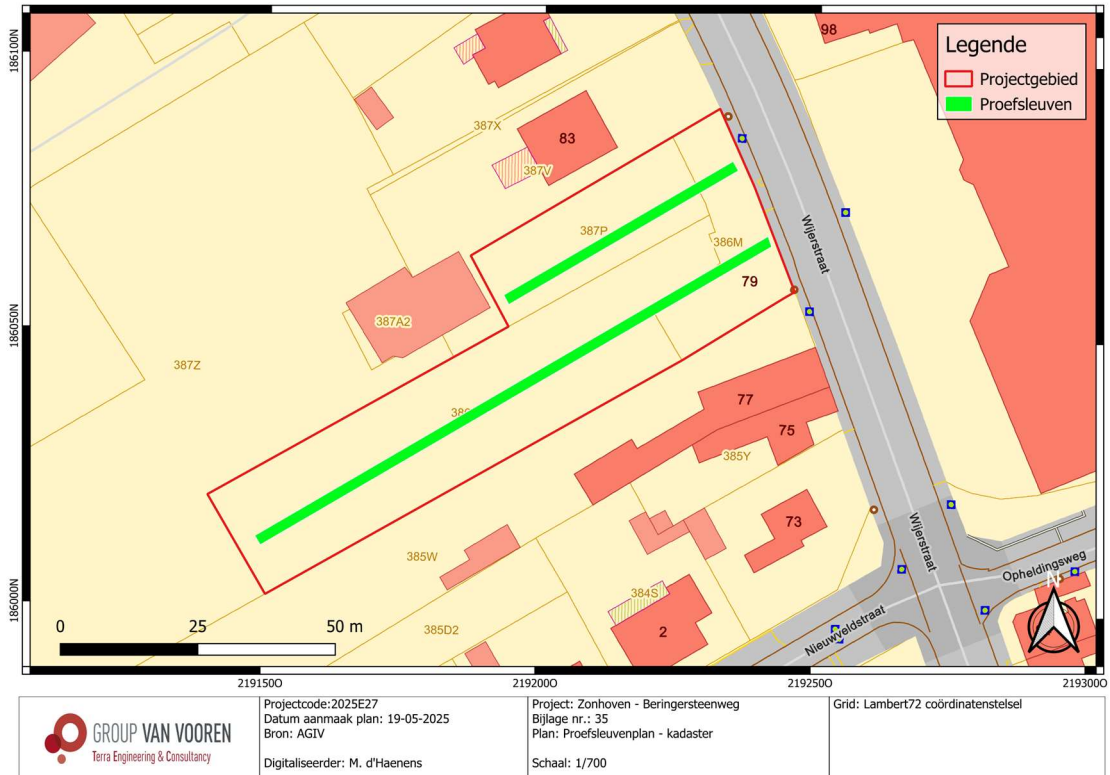 98
Legende
Projectgebied
Proefsleuven
387X
83
387V
387P
386M
79
Wijerstraat
387A2
387Z
77
75
385Y
73
385W
384S
385D2
2
Wijerstraat
Opheldingsweg
Nieuwveldstraat
N
0 25 50 m
186100N
186050N
186000N
219150O 219200O 219250O 219300O
GROUP VAN VOOREN
Terra Engineering & Consultancy
Projectcode:2025E27
Datum aanmaak plan: 19-05-2025
Bron: AGIV
Digitaliseerder: M. d'Haenens
Project: Zonhoven - Beringersteenweg
Bijlage nr.: 35
Plan: Proefsleuvenplan - kadaster
Schaal: 1/700
Grid: Lambert72 coördinatenstelsel